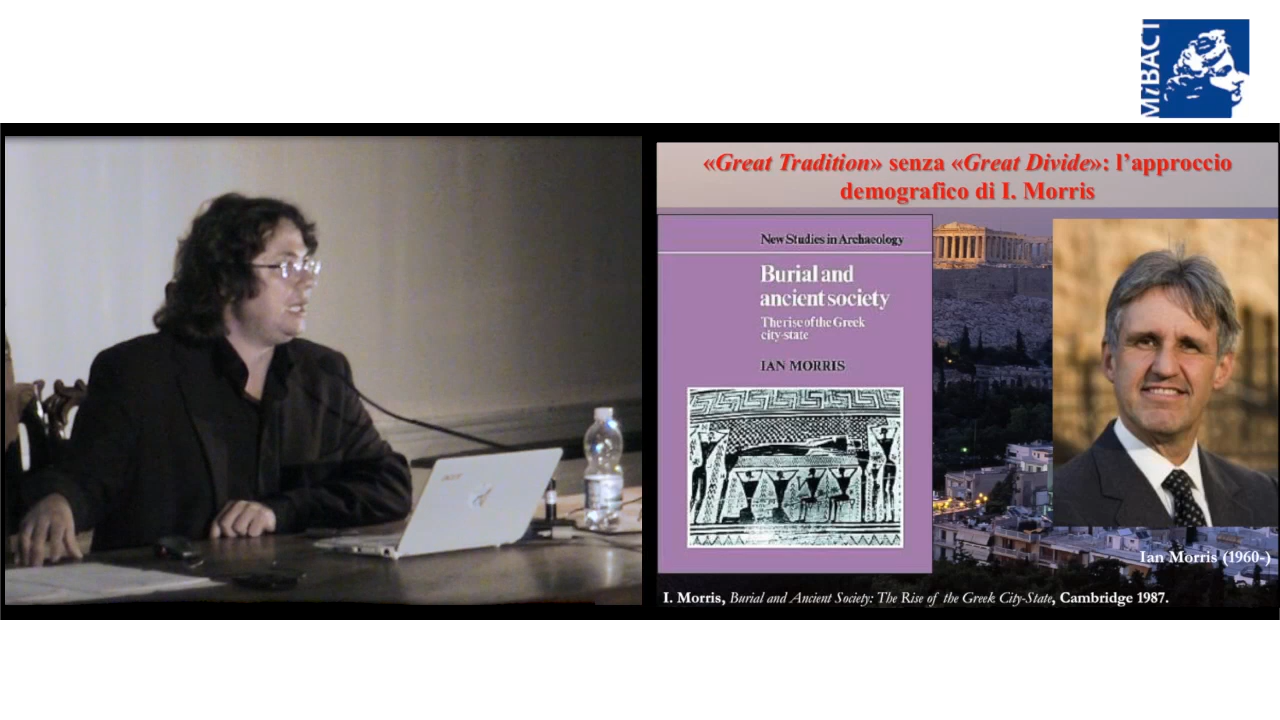 MiBACT
«Great Tradition» senza «Great Divide»: l’approccio
demografico di I. Morris
New Studies in Archaeology
Burial and
ancient society
The rise of the Greek
city-state
IAN MORRIS
Ian Morris (1960-)
I. Morris, Burial and Ancient Society: The Rise of the Greek City-State, Cambridge 1987.
acer